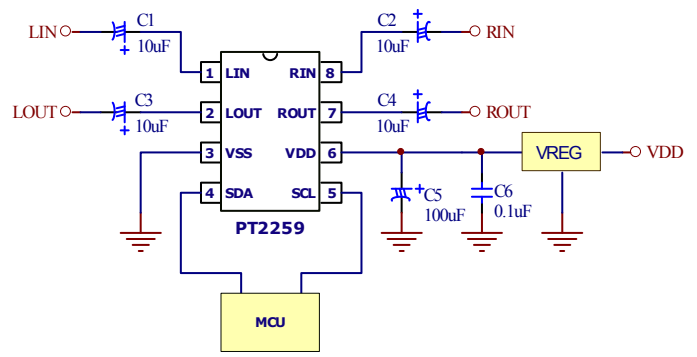 LIN
C1
+
10uF
C2
10uF
+
RIN
1 LIN
RIN 8
LOUT
C3
+
10uF
2 LOUT
ROUT 7
C4
10uF
+
ROUT
3 VSS
VDD 6
VREG
VDD
4 SDA
SCL 5
+
C5
100uF
C6
0.1uF
PT2259
MCU